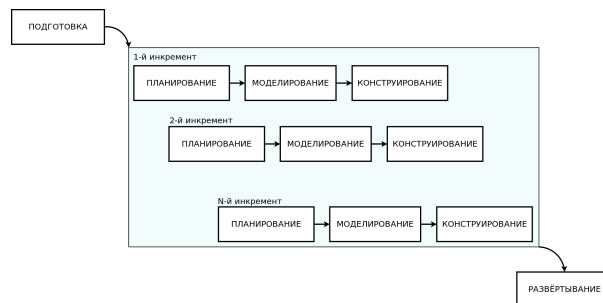 ПОДГОТОВКА
1-й инкремент
ПЛАНИРОВАНИЕ
МОДЕЛИРОВАНИЕ
КОНСТРУИРОВАНИЕ
2-й инкремент
ПЛАНИРОВАНИЕ
МОДЕЛИРОВАНИЕ
КОНСТРУИРОВАНИЕ
N-й инкремент
ПЛАНИРОВАНИЕ
МОДЕЛИРОВАНИЕ
КОНСТРУИРОВАНИЕ
РАЗВЁРТЫВАНИЕ